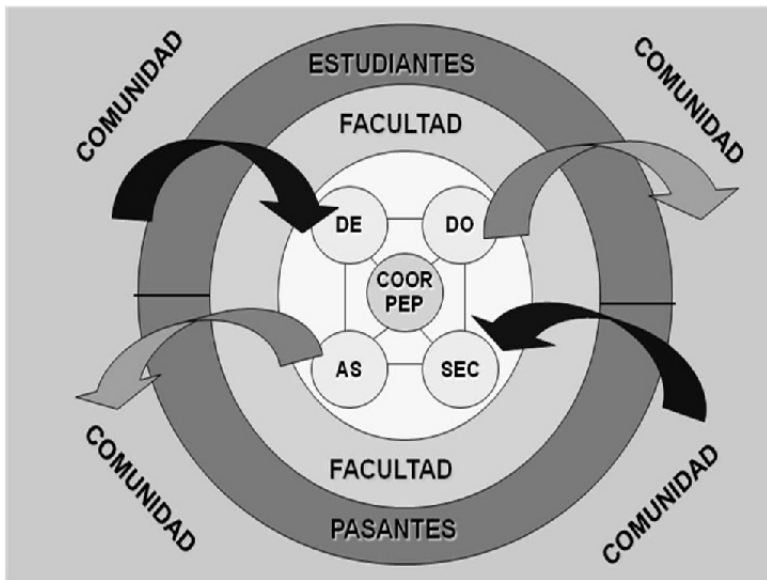 COMUNIDAD
ESTUDIANTES
COMUNIDAD
FACULTAD
DE
DO
COOR
PEP
AS
SEC
COMUNIDAD
FACULTAD
COMUNIDAD
PASANTES